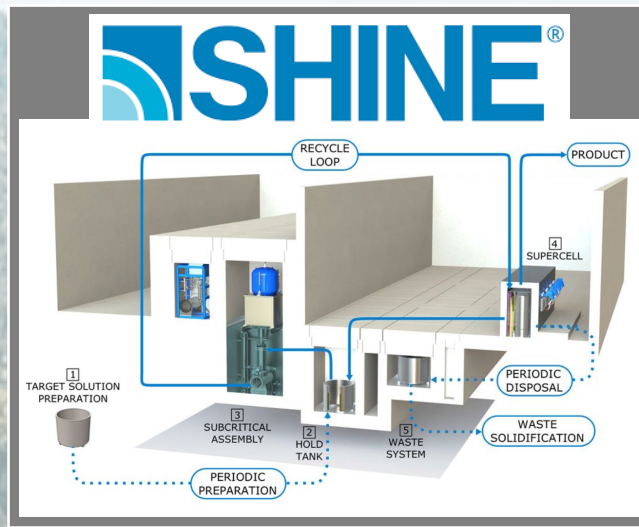 SHINE®
RECYCLE
LOOP
PRODUCT
4
SUPERCELL
1
TARGET SOLUTION
PREPARATION
3
SUBCRITICAL
ASSEMBLY
2
HOLD
TANK
5
WASTE
SYSTEM
PERIODIC
DISPOSAL
WASTE
SOLIDIFICATION
PERIODIC
PREPARATION